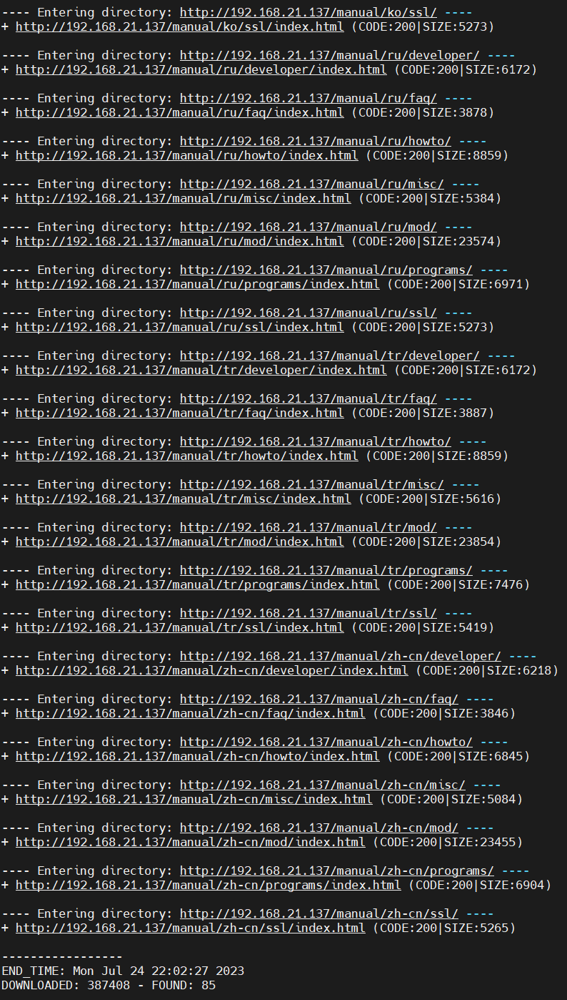 ---- Entering directory: http://192.168.21.137/manual/ko/ssl/ ----
+ http://192.168.21.137/manual/ko/ssl/index.html (CODE:200|SIZE:5273)
---- Entering directory: http://192.168.21.137/manual/ru/developer/ ----
+ http://192.168.21.137/manual/ru/developer/index.html (CODE:200|SIZE:6172)
---- Entering directory: http://192.168.21.137/manual/ru/faq/ ----
+ http://192.168.21.137/manual/ru/faq/index.html (CODE:200|SIZE:3878)
---- Entering directory: http://192.168.21.137/manual/ru/howto/ ----
+ http://192.168.21.137/manual/ru/howto/index.html (CODE:200|SIZE:8859)
---- Entering directory: http://192.168.21.137/manual/ru/misc/ ----
+ http://192.168.21.137/manual/ru/misc/index.html (CODE:200|SIZE:5384)
---- Entering directory: http://192.168.21.137/manual/ru/mod/ ----
+ http://192.168.21.137/manual/ru/mod/index.html (CODE:200|SIZE:23574)
---- Entering directory: http://192.168.21.137/manual/ru/programs/ ----
+ http://192.168.21.137/manual/ru/programs/index.html (CODE:200|SIZE:6971)
---- Entering directory: http://192.168.21.137/manual/ru/ssl/ ----
+ http://192.168.21.137/manual/ru/ssl/index.html (CODE:200|SIZE:5273)
---- Entering directory: http://192.168.21.137/manual/tr/developer/ ----
+ http://192.168.21.137/manual/tr/developer/index.html (CODE:200|SIZE:6172)
---- Entering directory: http://192.168.21.137/manual/tr/faq/ ----
+ http://192.168.21.137/manual/tr/faq/index.html (CODE:200|SIZE:3887)
---- Entering directory: http://192.168.21.137/manual/tr/howto/ ----
+ http://192.168.21.137/manual/tr/howto/index.html (CODE:200|SIZE:8859)
---- Entering directory: http://192.168.21.137/manual/tr/misc/ ----
+ http://192.168.21.137/manual/tr/misc/index.html (CODE:200|SIZE:5616)
---- Entering directory: http://192.168.21.137/manual/tr/mod/ ----
+ http://192.168.21.137/manual/tr/mod/index.html (CODE:200|SIZE:23854)
---- Entering directory: http://192.168.21.137/manual/tr/programs/ ----
+ http://192.168.21.137/manual/tr/programs/index.html (CODE:200|SIZE:7476)
---- Entering directory: http://192.168.21.137/manual/tr/ssl/ ----
+ http://192.168.21.137/manual/tr/ssl/index.html (CODE:200|SIZE:5419)
---- Entering directory: http://192.168.21.137/manual/zh-cn/developer/ ----
+ http://192.168.21.137/manual/zh-cn/developer/index.html (CODE:200|SIZE:6218)
---- Entering directory: http://192.168.21.137/manual/zh-cn/faq/ ----
+ http://192.168.21.137/manual/zh-cn/faq/index.html (CODE:200|SIZE:3846)
---- Entering directory: http://192.168.21.137/manual/zh-cn/howto/ ----
+ http://192.168.21.137/manual/zh-cn/howto/index.html (CODE:200|SIZE:6845)
---- Entering directory: http://192.168.21.137/manual/zh-cn/misc/ ----
+ http://192.168.21.137/manual/zh-cn/misc/index.html (CODE:200|SIZE:5084)
---- Entering directory: http://192.168.21.137/manual/zh-cn/mod/ ----
+ http://192.168.21.137/manual/zh-cn/mod/index.html (CODE:200|SIZE:23455)
---- Entering directory: http://192.168.21.137/manual/zh-cn/programs/ ----
+ http://192.168.21.137/manual/zh-cn/programs/index.html (CODE:200|SIZE:6904)
---- Entering directory: http://192.168.21.137/manual/zh-cn/ssl/ ----
+ http://192.168.21.137/manual/zh-cn/ssl/index.html (CODE:200|SIZE:5265)
-----------------
END_TIME: Mon Jul 24 22:02:27 2023
DOWNLOADED: 387408 - FOUND: 85